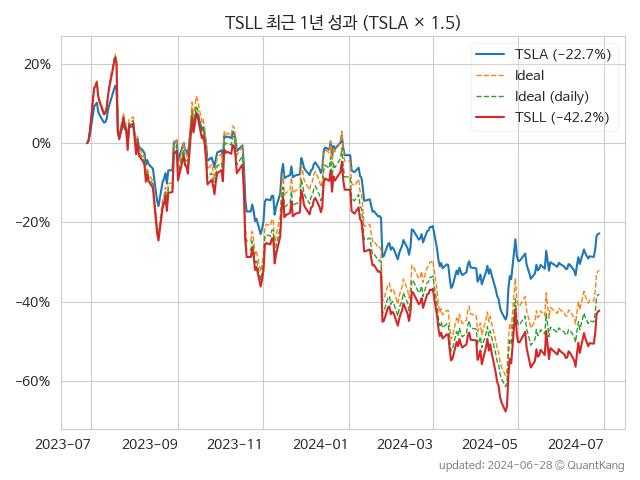 TSLL 최근 1년 성과 (TSLA × 1.5)
TSLA (−22.7%)
Ideal
Ideal (daily)
TSLL (−42.2%)
20%
0%
−20%
−40%
−60%
2023-07 2023-09 2023-11 2024-01 2024-03 2024-05 2024-07
updated: 2024-06-28 © QuantKang